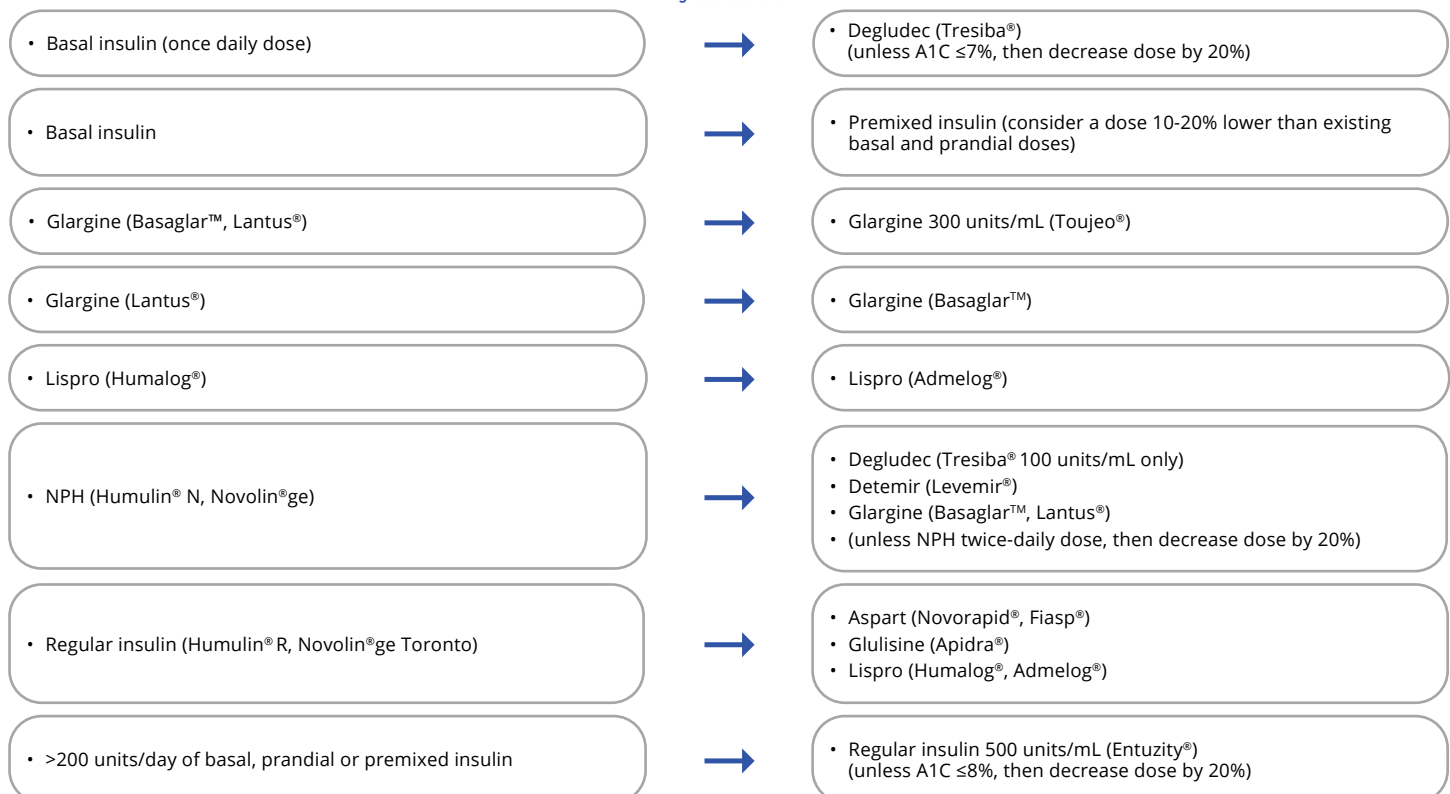 • Basal insulin (once daily dose)
• Degludec (Tresiba®)
(unless A1C ≤7%, then decrease dose by 20%)
• Basal insulin
• Premixed insulin (consider a dose 10-20% lower than existing
basal and prandial doses)
• Glargine (Basaglar™, Lantus®)
• Glargine 300 units/mL (Toujeo®)
• Glargine (Lantus®)
• Glargine (Basaglar™)
• Lispro (Humalog®)
• Lispro (Admelog®)
• NPH (Humulin® N, Novolin®ge)
• Degludec (Tresiba® 100 units/mL only)
• Detemir (Levemir®)
• Glargine (Basaglar™, Lantus®)
• (unless NPH twice-daily dose, then decrease dose by 20%)
• Regular insulin (Humulin® R, Novolin®ge Toronto)
• Aspart (Novorapid®, Fiasp®)
• Glulisine (Apidra®)
• Lispro (Humalog®, Admelog®)
• >200 units/day of basal, prandial or premixed insulin
• Regular insulin 500 units/mL (Entuzity®)
(unless A1C ≤8%, then decrease dose by 20%)